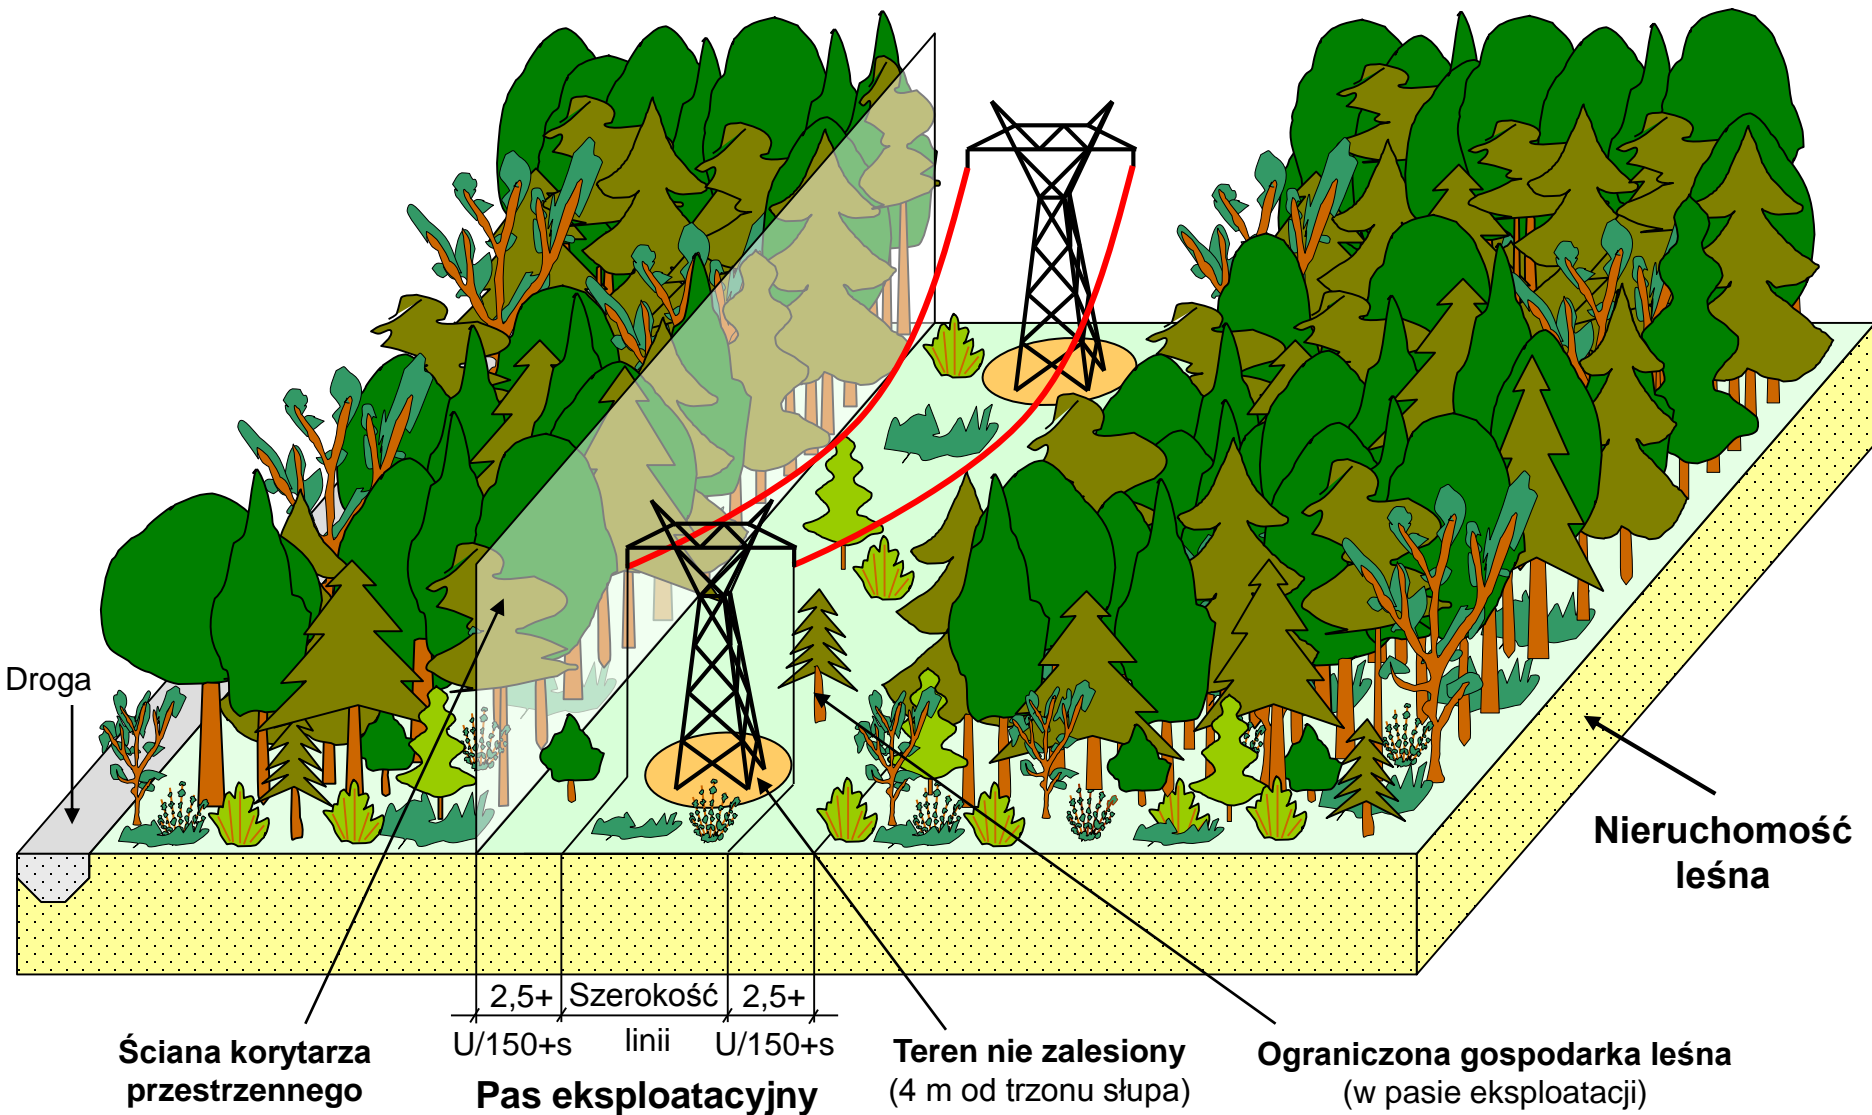 Droga
Nieruchomość
leśna
2,5+ Szerokość 2,5+
U/150+s linii U/150+s
Ściana korytarza
przestrzennego
Pas eksploatacyjny
Teren nie zalesiony
(4 m od trzonu słupa)
Ograniczona gospodarka leśna
(w pasie eksploatacji)